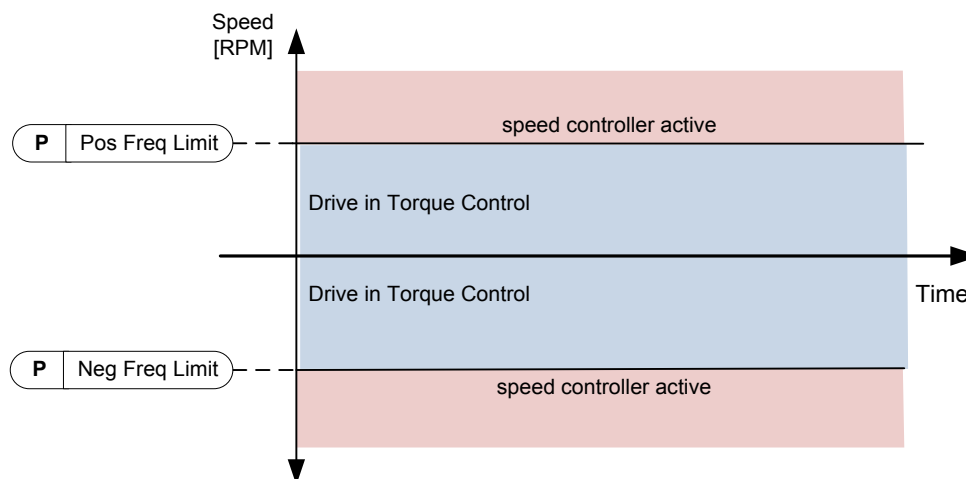 Speed
[RPM]
speed controller active
P Pos Freq Limit
Drive in Torque Control
Drive in Torque Control
Time
P Neg Freq Limit
speed controller active